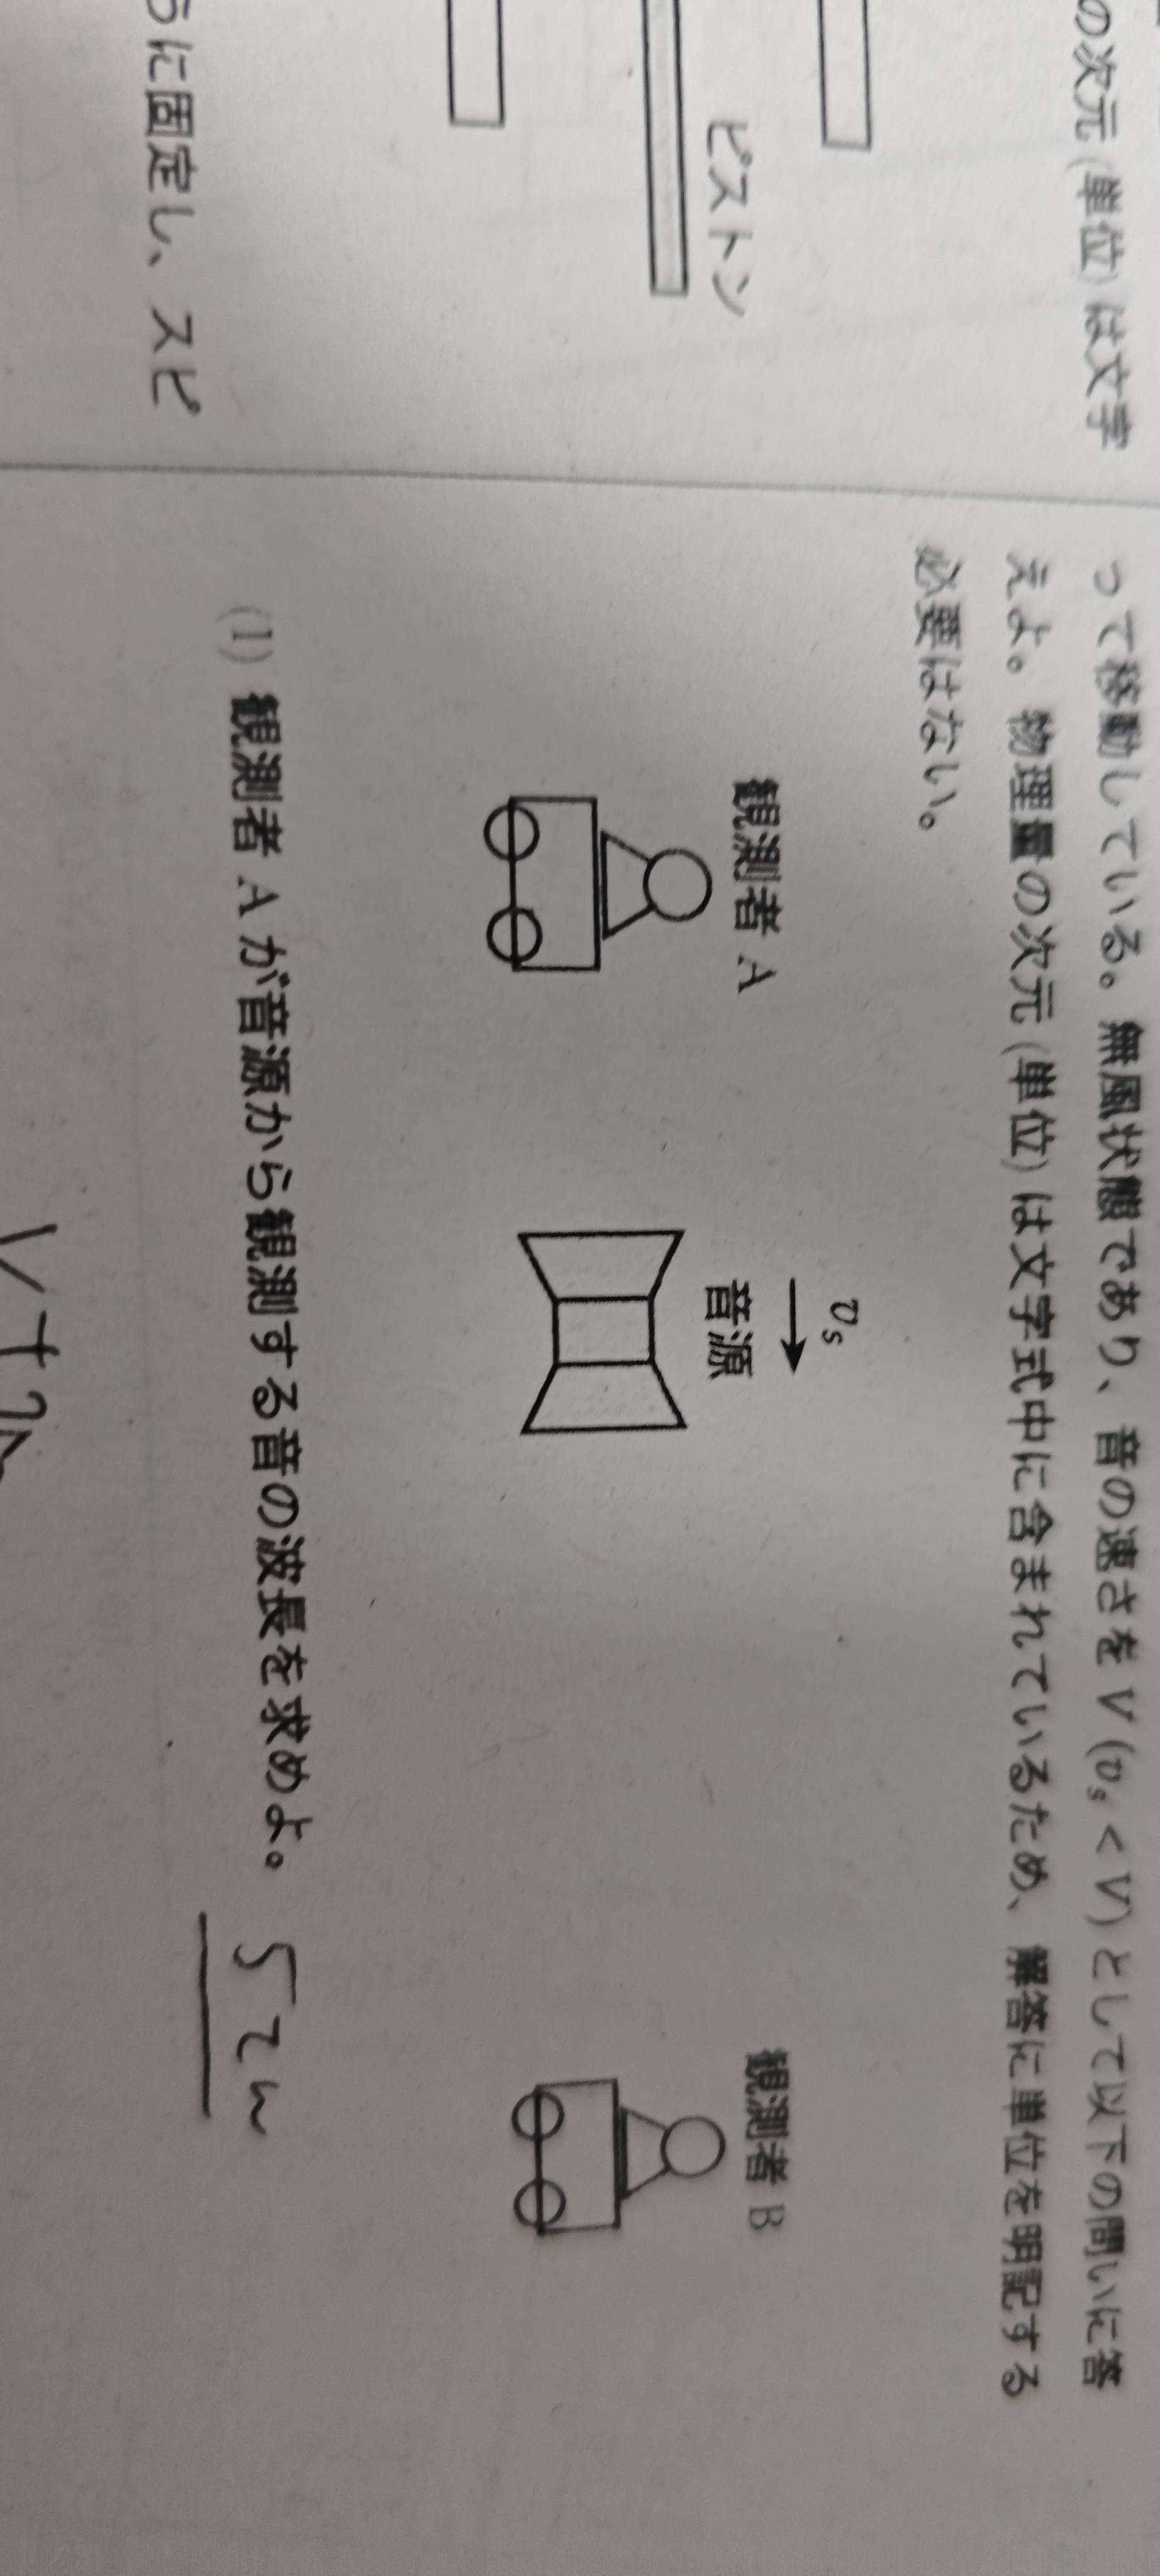 の次元 (単位) は文字
ピストン
うに固定し、スピ
って移動している。無風状態であり、音の速さを V (vₛ < V) として以下の問いに答
えよ。物理量の次元 (単位) は文字式中に含まれているため、解答に単位を明記する
必要はない。
vₛ
観測者 A
音源
観測者 B
(1) 観測者 A が音源から観測する音の波長を求めよ。